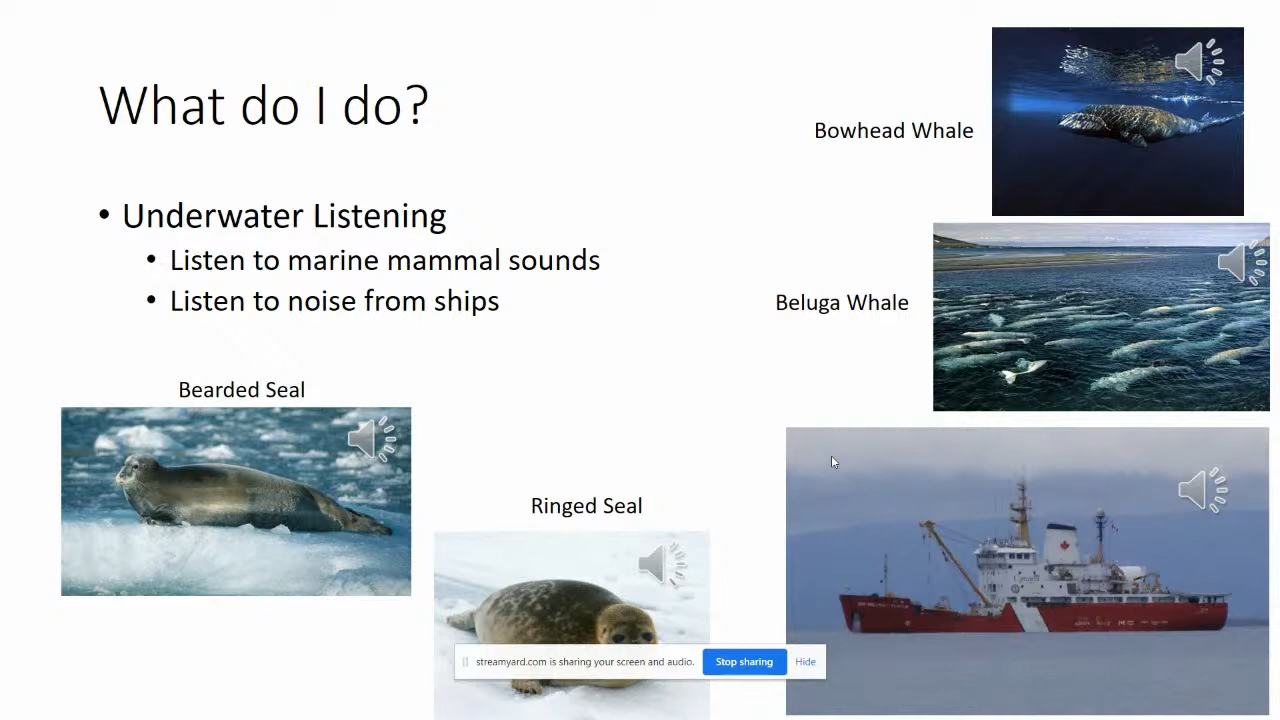 What do I do?
Bowhead Whale
• Underwater Listening
• Listen to marine mammal sounds
• Listen to noise from ships
Beluga Whale
Bearded Seal
Ringed Seal
streamyard.com is sharing your screen and audio. Stop sharing Hide